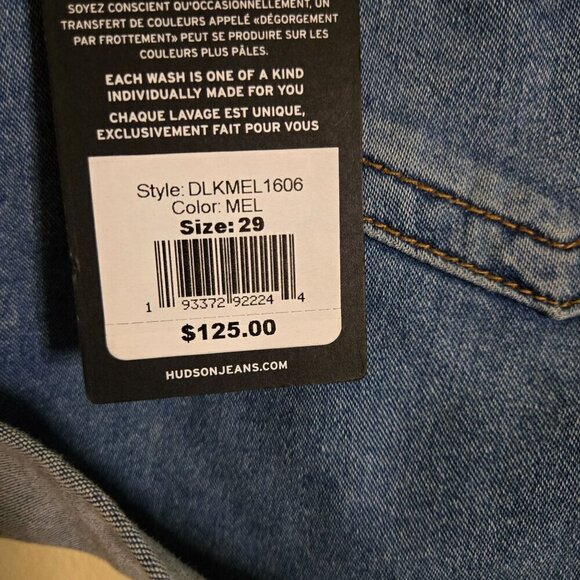 SOYEZ CONSCIENT QU'OCCASIONNELLEMENT, UN
TRANSFERT DE COULEURS APPELÉ «DÉGORGEMENT
PAR FROTTEMENT» PEUT SE PRODUIRE SUR LES
COULEURS PLUS PÂLES.
EACH WASH IS ONE OF A KIND
INDIVIDUALLY MADE FOR YOU
CHAQUE LAVAGE EST UNIQUE,
EXCLUSIVEMENT FAIT POUR VOUS
Style: DLKMEL1606
Color: MEL
Size: 29
1 93372 92224 4
$125.00
HUDSONJEANS.COM